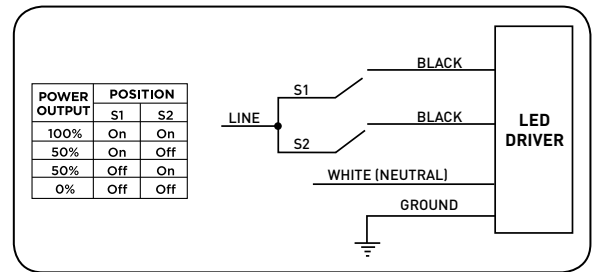 POWER OUTPUT POSITION
S1 S2
100% On On
50% On Off
50% Off On
0% Off Off
LINE
S1
S2
BLACK
BLACK
WHITE (NEUTRAL)
GROUND
LED
DRIVER